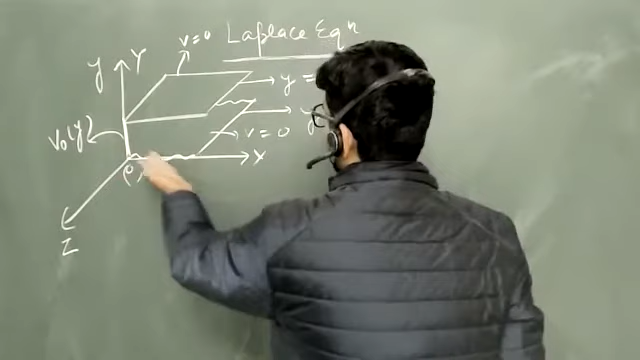 Laplace Eqⁿ
v=0
y
Y
y =
y
V₀(y)
v = 0
X
(0,
Z